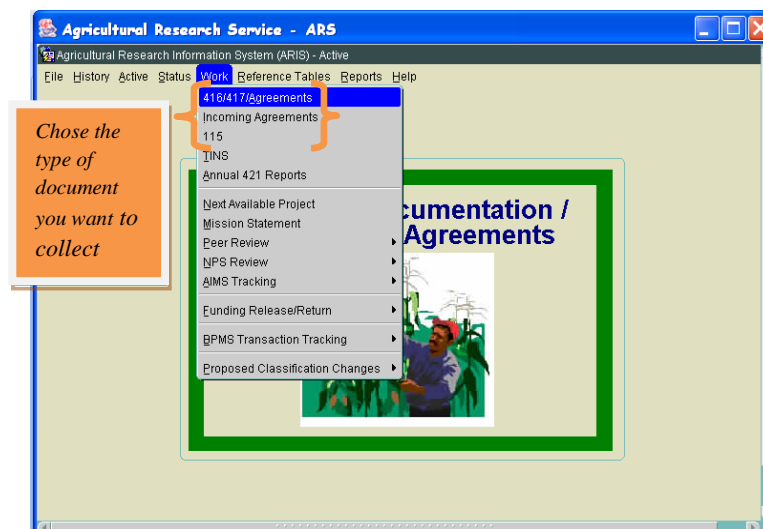 Agricultural Research Service - ARS
Agricultural Research Information System (ARIS) - Active
File History Active Status Work Reference Tables Reports Help
416/417/Agreements
Incoming Agreements
115
TINS
Annual 421 Reports
Next Available Project
Mission Statement
Peer Review
NPS Review
AIMS Tracking
Funding Release/Return
BPMS Transaction Tracking
Proposed Classification Changes
Chose the
type of
document
you want to
collect
cumentation /
Agreements